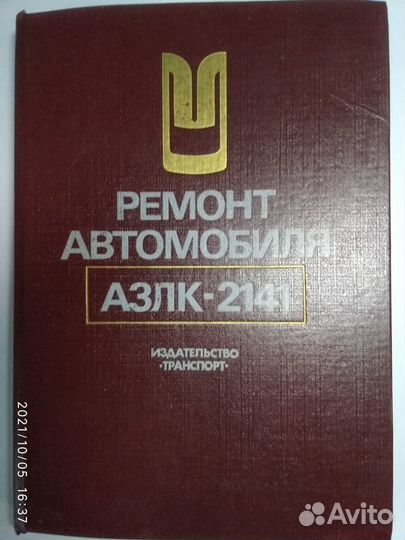 РЕМОНТ
АВТОМОБИЛЯ
АЗЛК-2141
ИЗДАТЕЛЬСТВО
·ТРАНСПОРТ·
2021/10/05 16:37
Avito